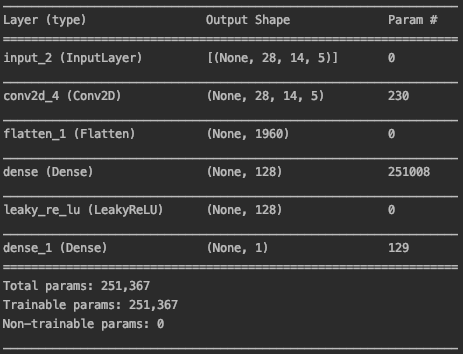 Layer (type) Output Shape Param #
input_2 (InputLayer) [(None, 28, 14, 5)] 0
conv2d_4 (Conv2D) (None, 28, 14, 5) 230
flatten_1 (Flatten) (None, 1960) 0
dense (Dense) (None, 128) 251008
leaky_re_lu (LeakyReLU) (None, 128) 0
dense_1 (Dense) (None, 1) 129
Total params: 251,367
Trainable params: 251,367
Non-trainable params: 0